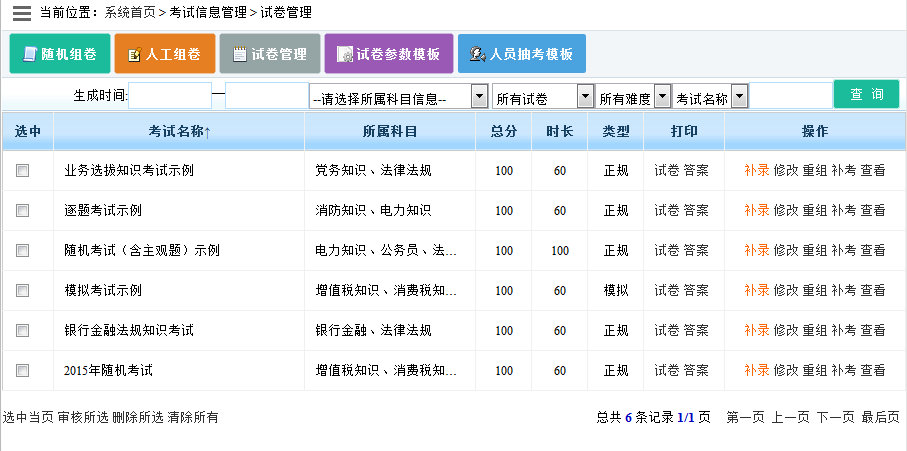 当前位置：系统首页 > 考试信息管理 > 试卷管理
随机组卷 人工组卷 试卷管理 试卷参数模板 人员抽考模板
生成时间: — --请选择所属科目信息-- 所有试卷 所有难度 考试名称 查 询
选中 考试名称↑ 所属科目 总分 时长 类型 打印 操作
业务选拔知识考试示例 党务知识、法律法规 100 60 正规 试卷 答案 补录 修改 重组 补考 查看
逐题考试示例 消防知识、电力知识 100 60 正规 试卷 答案 补录 修改 重组 补考 查看
随机考试（含主观题）示例 电力知识、公务员、法... 100 100 正规 试卷 答案 补录 修改 重组 补考 查看
模拟考试示例 增值税知识、消费税知... 100 60 模拟 试卷 答案 补录 修改 重组 补考 查看
银行金融法规知识考试 银行金融、法律法规 100 60 正规 试卷 答案 补录 修改 重组 补考 查看
2015年随机考试 增值税知识、消费税知... 100 60 正规 试卷 答案 补录 修改 重组 补考 查看
选中当页 审核所选 删除所选 清除所有 总共 6 条记录 1/1 页 第一页 上一页 下一页 最后页